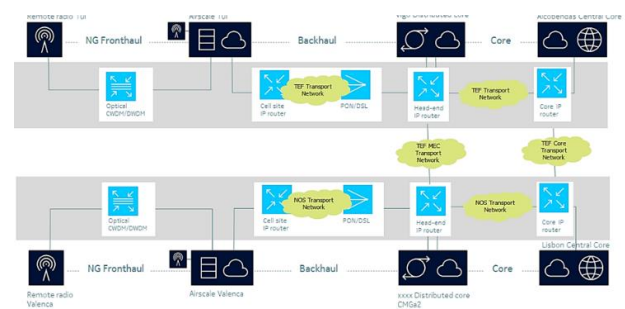 Remote radio Tui
Airscale Tui
Vigo Distributed core
Alcobendas Central Core
NG Fronthaul
Backhaul
Core
Optical
CWDM/DWDM
Cell site
IP router
TEF Transport
Network
PON/DSL
Head-end
IP router
TEF Transport
Network
Core IP
router
TEF MEC
Transport
Network
TEF Core
Transport
Network
Optical
CWDM/DWDM
Cell site
IP router
NOS Transport
Network
PON/DSL
Head-end
IP router
NOS Transport
Network
Core IP
router
Lisbon Central Core
NG Fronthaul
Backhaul
Core
Remote radio
Valenca
Airscale Valenca
xxxx Distributed core
CMGa2